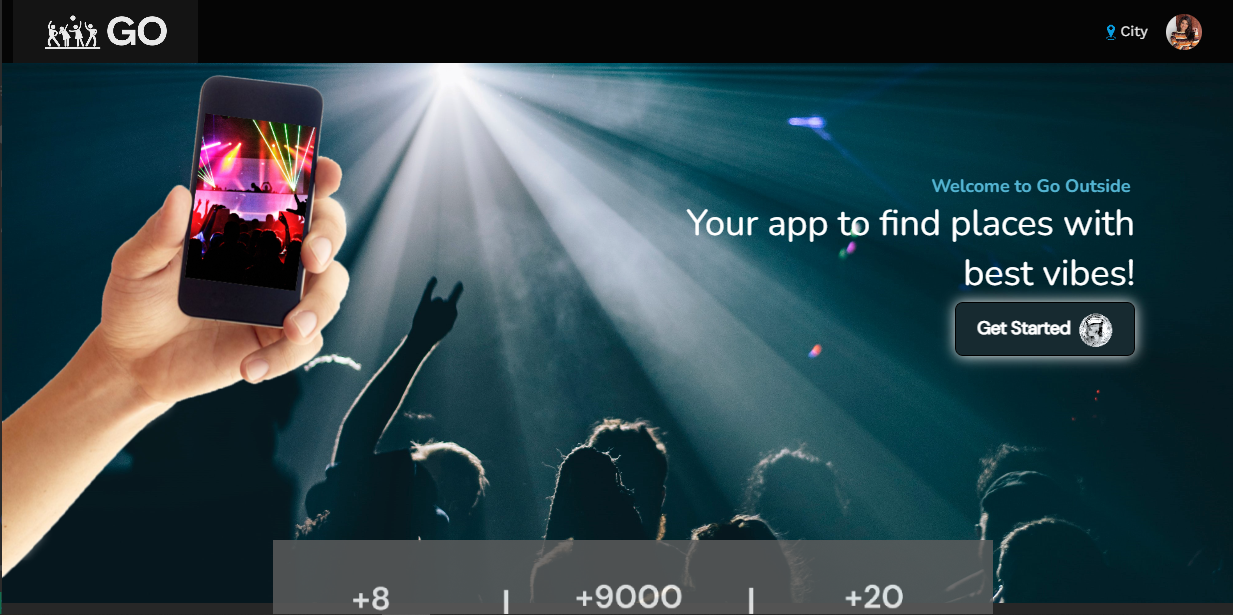 GO
City
Welcome to Go Outside
Your app to find places with
best vibes!
Get Started
+8 | +9000 | +20